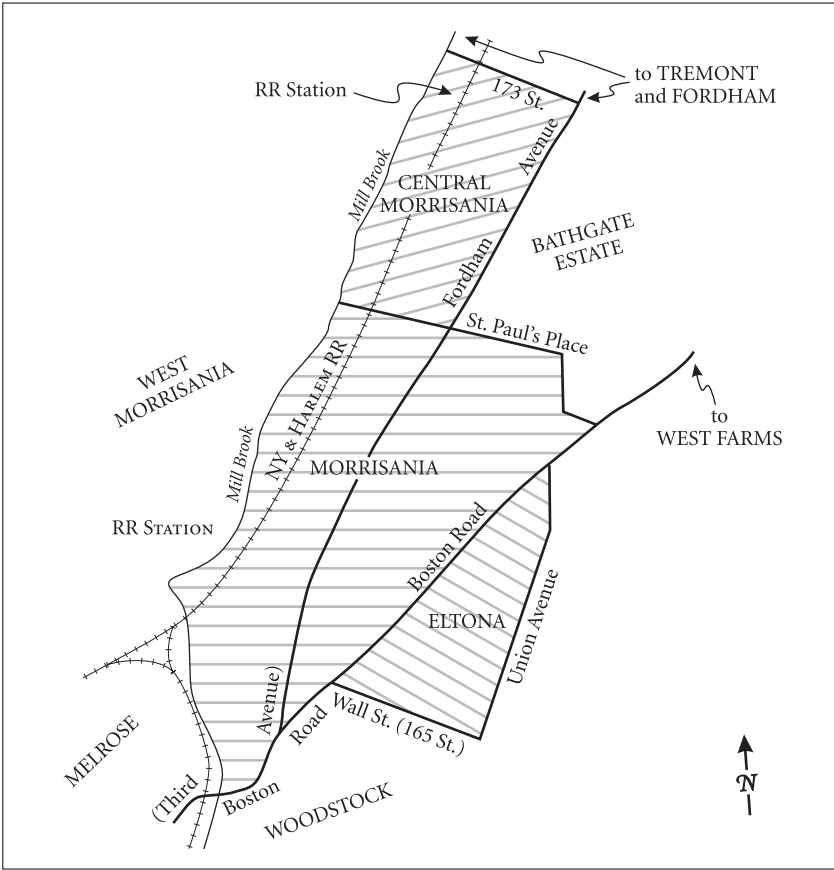 to TREMONT
and FORDHAM
RR Station
173 St.
Avenue
Mill Brook
CENTRAL
MORRISANIA
BATHGATE
ESTATE
Fordham
St. Paul's Place
WEST
MORRISANIA
NY & HARLEM RR
to
WEST FARMS
Mill Brook
MORRISANIA
RR STATION
Boston Road
ELTONA
Union Avenue
Avenue)
Road
Wall St. (165 St.)
MELROSE
(Third
Boston
WOODSTOCK
N